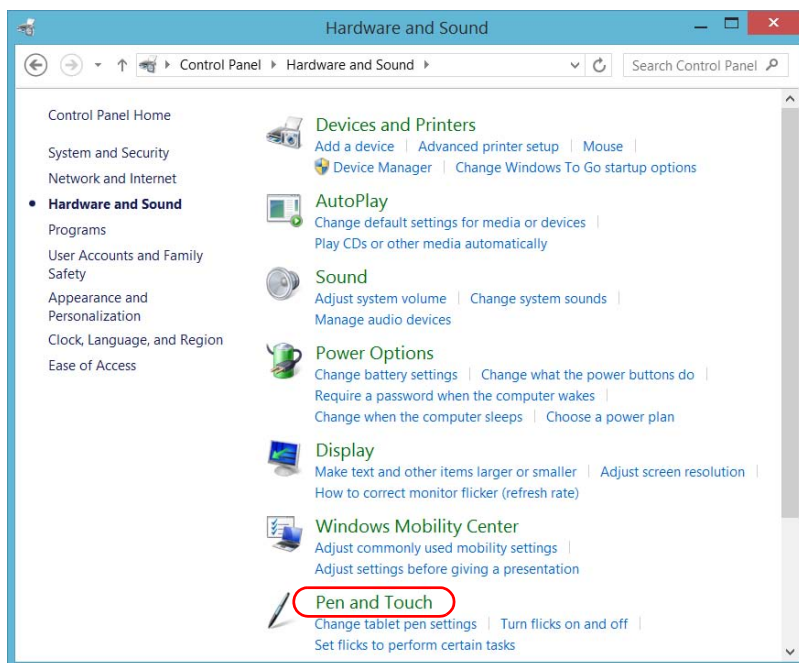 Hardware and Sound
Control Panel Hardware and Sound Search Control Panel
Control Panel Home
System and Security
Network and Internet
Hardware and Sound
Programs
User Accounts and Family
Safety
Appearance and
Personalization
Clock, Language, and Region
Ease of Access
Devices and Printers
Add a device Advanced printer setup Mouse
Device Manager Change Windows To Go startup options
AutoPlay
Change default settings for media or devices
Play CDs or other media automatically
Sound
Adjust system volume Change system sounds
Manage audio devices
Power Options
Change battery settings Change what the power buttons do
Require a password when the computer wakes
Change when the computer sleeps Choose a power plan
Display
Make text and other items larger or smaller Adjust screen resolution
How to correct monitor flicker (refresh rate)
Windows Mobility Center
Adjust commonly used mobility settings
Adjust settings before giving a presentation
Pen and Touch
Change tablet pen settings Turn flicks on and off
Set flicks to perform certain tasks